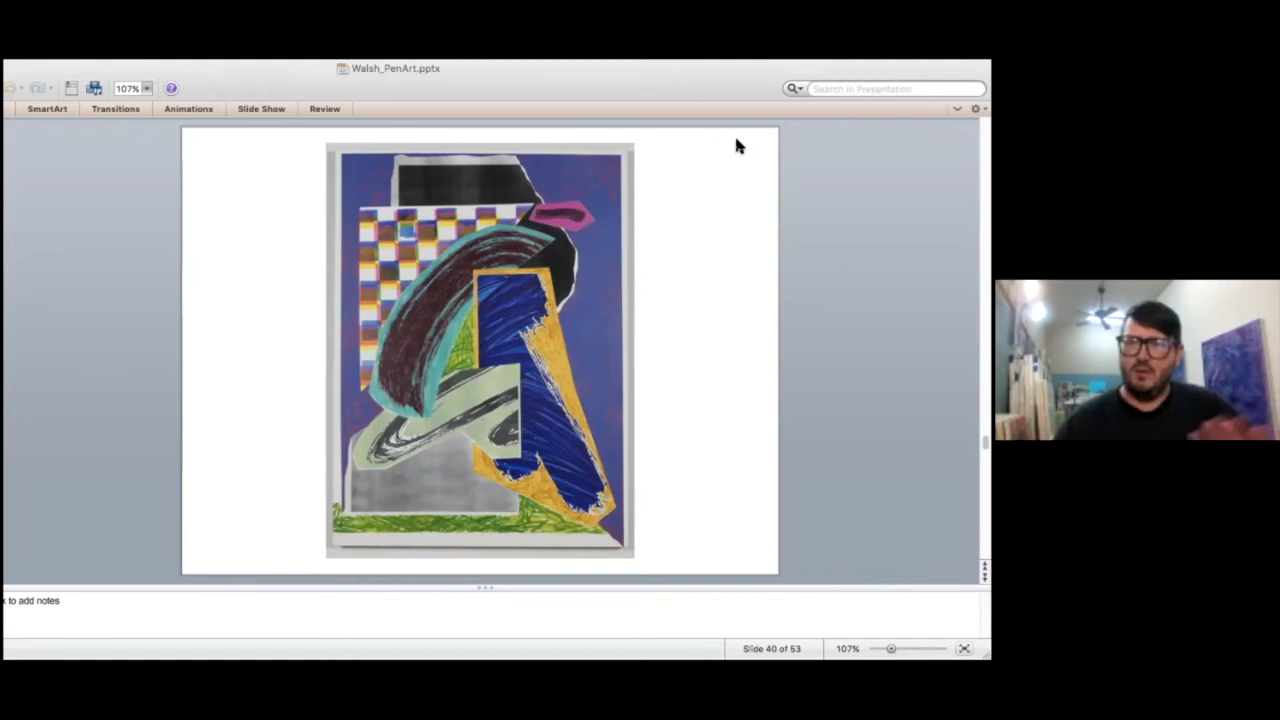 Walsh_PenArt.pptx
107%
Search in Presentation
SmartArt Transitions Animations Slide Show Review
k to add notes
Slide 40 of 53 107%